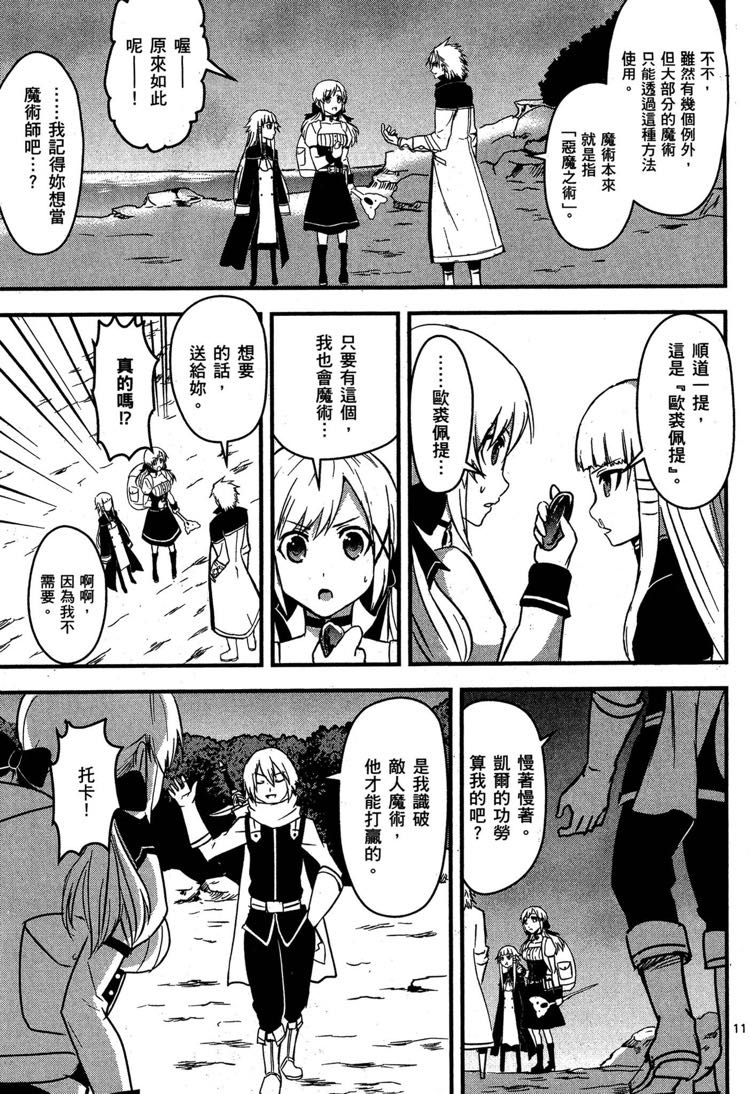 不不，
雖然有幾個例外，
但大部分的魔術
只能透過這種方法
使用。
魔術本來
就是指
「惡魔之術」。
喔——
原來如此
呢——！
……我記得妳想當
魔術師吧…？
順道一提，
這是『歐裘佩提』。
……歐裘佩提…
只要有這個，
我也會魔術…
想要
的話，
送給妳。
真的嗎!?
啊啊，
因為我不
需要。
慢著慢著。
凱爾的功勞
算我的吧？
是我識破
敵人魔術，
他才能打贏的。
托卡！
11